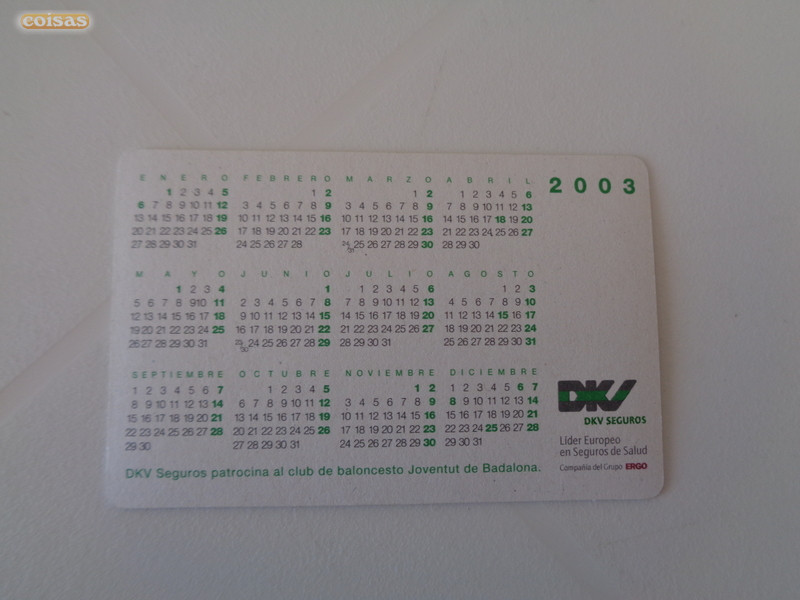 coisas
2003
ENERO
1 2 3 4 5
6 7 8 9 10 11 12
13 14 15 16 17 18 19
20 21 22 23 24 25 26
27 28 29 30 31
FEBRERO
1 2
3 4 5 6 7 8 9
10 11 12 13 14 15 16
17 18 19 20 21 22 23
24 25 26 27 28
MARZO
1 2
3 4 5 6 7 8 9
10 11 12 13 14 15 16
17 18 19 20 21 22 23
24/31 25 26 27 28 29 30
ABRIL
1 2 3 4 5 6
7 8 9 10 11 12 13
14 15 16 17 18 19 20
21 22 23 24 25 26 27
28 29 30
MAYO
1 2 3 4
5 6 7 8 9 10 11
12 13 14 15 16 17 18
19 20 21 22 23 24 25
26 27 28 29 30 31
JUNIO
1
2 3 4 5 6 7 8
9 10 11 12 13 14 15
16 17 18 19 20 21 22
23/30 24 25 26 27 28 29
JULIO
1 2 3 4 5 6
7 8 9 10 11 12 13
14 15 16 17 18 19 20
21 22 23 24 25 26 27
28 29 30 31
AGOSTO
1 2 3
4 5 6 7 8 9 10
11 12 13 14 15 16 17
18 19 20 21 22 23 24
25 26 27 28 29 30 31
SEPTIEMBRE
1 2 3 4 5 6 7
8 9 10 11 12 13 14
15 16 17 18 19 20 21
22 23 24 25 26 27 28
29 30
OCTUBRE
1 2 3 4 5
6 7 8 9 10 11 12
13 14 15 16 17 18 19
20 21 22 23 24 25 26
27 28 29 30 31
NOVIEMBRE
1 2
3 4 5 6 7 8 9
10 11 12 13 14 15 16
17 18 19 20 21 22 23
24 25 26 27 28 29 30
DICIEMBRE
1 2 3 4 5 6 7
8 9 10 11 12 13 14
15 16 17 18 19 20 21
22 23 24 25 26 27 28
29 30 31
DKV
DKV SEGUROS
Líder Europeo
en Seguros de Salud
Compañía del Grupo ERGO
DKV Seguros patrocina al club de baloncesto Joventut de Badalona.